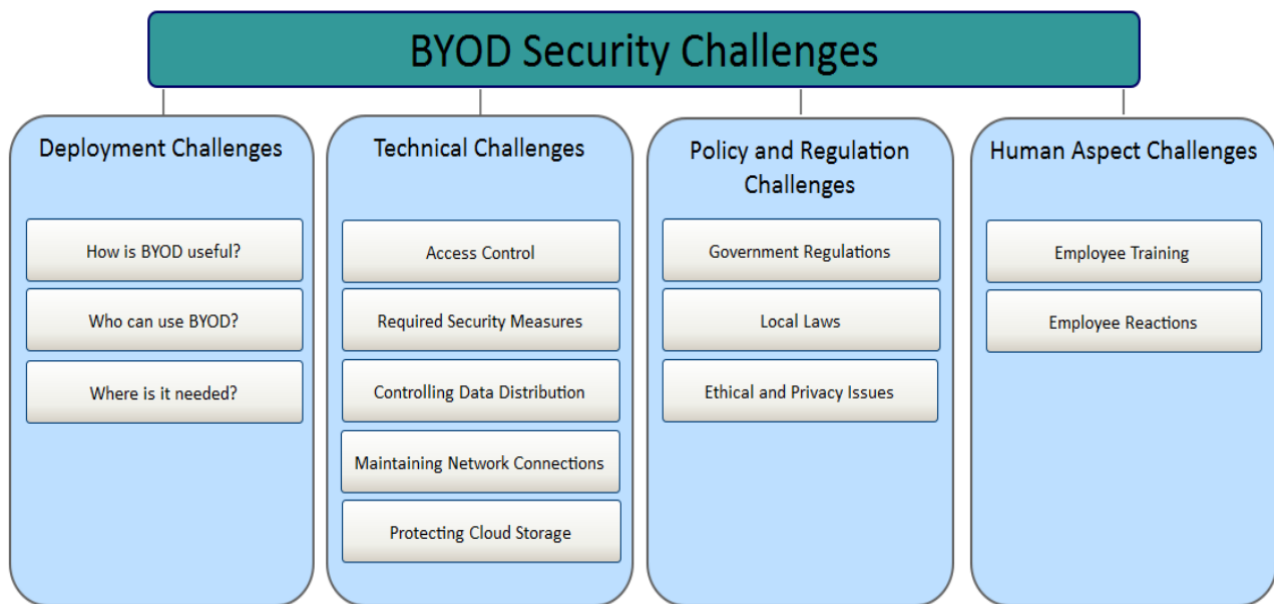 BYOD Security Challenges
Deployment Challenges
How is BYOD useful?
Who can use BYOD?
Where is it needed?
Technical Challenges
Access Control
Required Security Measures
Controlling Data Distribution
Maintaining Network Connections
Protecting Cloud Storage
Policy and Regulation
Challenges
Government Regulations
Local Laws
Ethical and Privacy Issues
Human Aspect Challenges
Employee Training
Employee Reactions